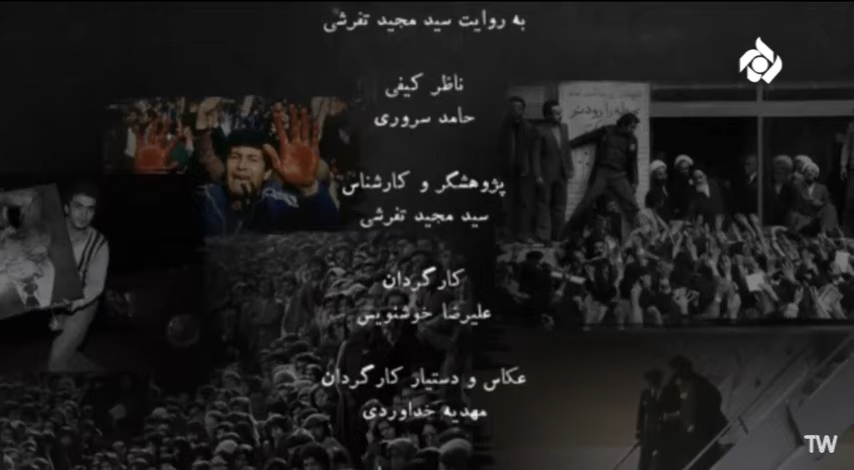 به روایت سید مجید تفرشی
ناظر کیفی
حامد سروری
پژوهشگر و کارشناس
سید مجید تفرشی
کارگردان
علیرضا خوشنویس
عکاس و دستیار کارگردان
مهدیه خداوردی
TW